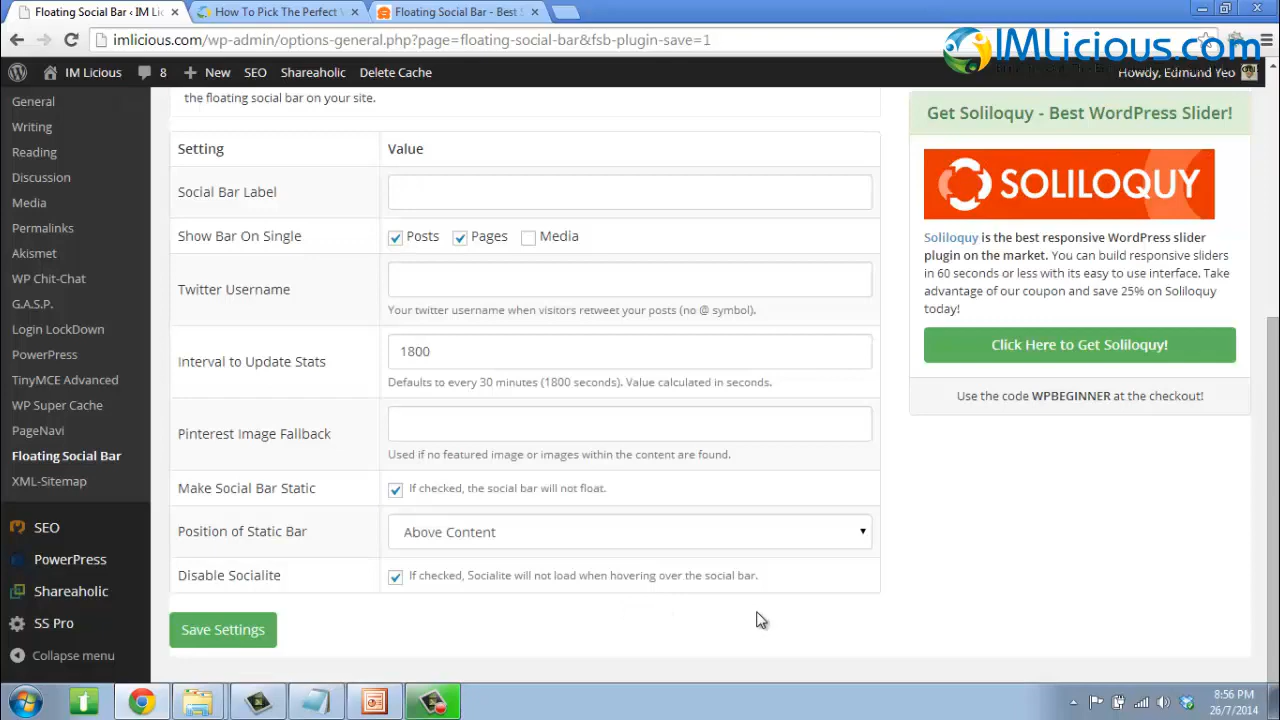 Floating Social Bar ‹ IM Li
How To Pick The Perfect
Floating Social Bar - Best S
imlicious.com/wp-admin/options-general.php?page=floating-social-bar&fsb-plugin-save=1
IMLicious.com
IM Licious
8
New
SEO
Shareaholic
Delete Cache
Howdy, Edmund Yeo
General
Writing
Reading
Discussion
Media
Permalinks
Akismet
WP Chit-Chat
G.A.S.P.
Login LockDown
PowerPress
TinyMCE Advanced
WP Super Cache
PageNavi
Floating Social Bar
XML-Sitemap
SEO
PowerPress
Shareaholic
SS Pro
Collapse menu
the floating social bar on your site.
Setting Value
Social Bar Label
Show Bar On Single Posts Pages Media
Twitter Username
Your twitter username when visitors retweet your posts (no @ symbol).
Interval to Update Stats 1800
Defaults to every 30 minutes (1800 seconds). Value calculated in seconds.
Pinterest Image Fallback
Used if no featured image or images within the content are found.
Make Social Bar Static If checked, the social bar will not float.
Position of Static Bar Above Content
Disable Socialite If checked, Socialite will not load when hovering over the social bar.
Save Settings
Get Soliloquy - Best WordPress Slider!
SOLILOQUY
Soliloquy is the best responsive WordPress slider
plugin on the market. You can build responsive sliders
in 60 seconds or less with its easy to use interface. Take
advantage of our coupon and save 25% on Soliloquy
today!
Click Here to Get Soliloquy!
Use the code WPBEGINNER at the checkout!
8:56 PM
26/7/2014